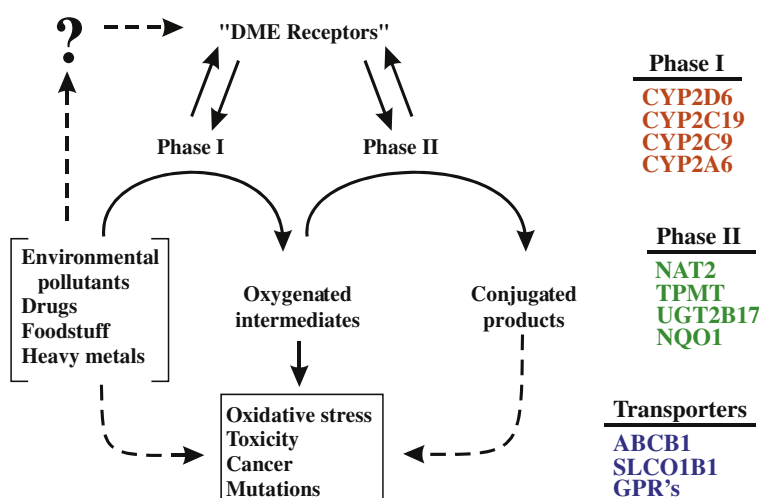 ?
"DME Receptors"
Phase I
Phase II
Environmental
pollutants
Drugs
Foodstuff
Heavy metals
Oxygenated
intermediates
Conjugated
products
Oxidative stress
Toxicity
Cancer
Mutations
Phase I
CYP2D6
CYP2C19
CYP2C9
CYP2A6
Phase II
NAT2
TPMT
UGT2B17
NQO1
Transporters
ABCB1
SLCO1B1
GPR's